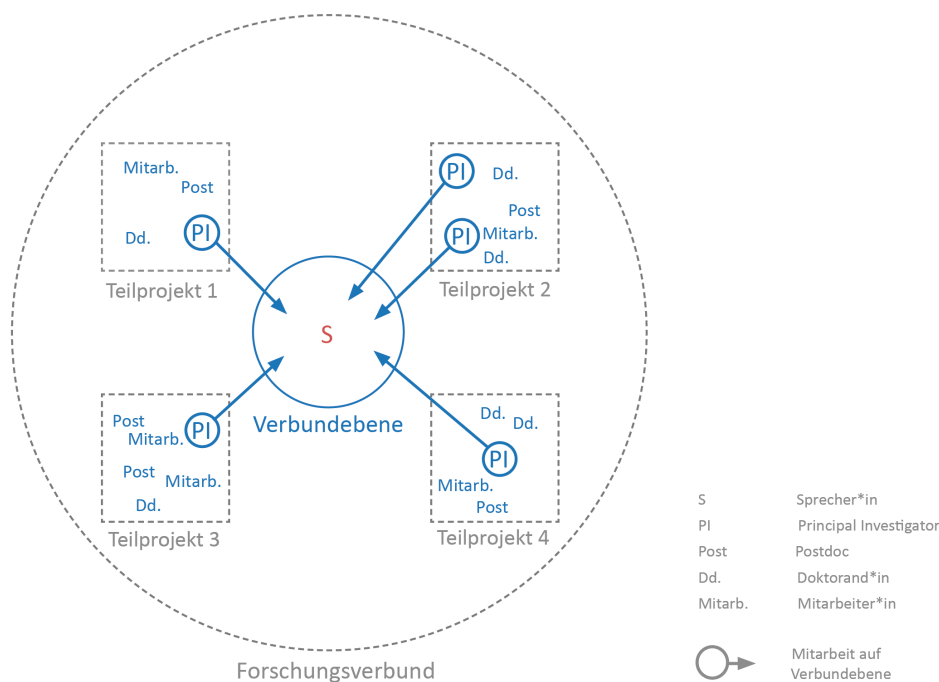 Mitarb.
Post
Dd.
PI
Teilprojekt 1
PI
Dd.
Post
PI
Mitarb.
Dd.
Teilprojekt 2
S
Verbundebene
Post
Mitarb.
PI
Post
Mitarb.
Dd.
Teilprojekt 3
Dd.
Dd.
PI
Mitarb.
Post
Teilprojekt 4
Forschungsverbund
S Sprecher*in
PI Principal Investigator
Post Postdoc
Dd. Doktorand*in
Mitarb. Mitarbeiter*in
Mitarbeit auf
Verbundebene